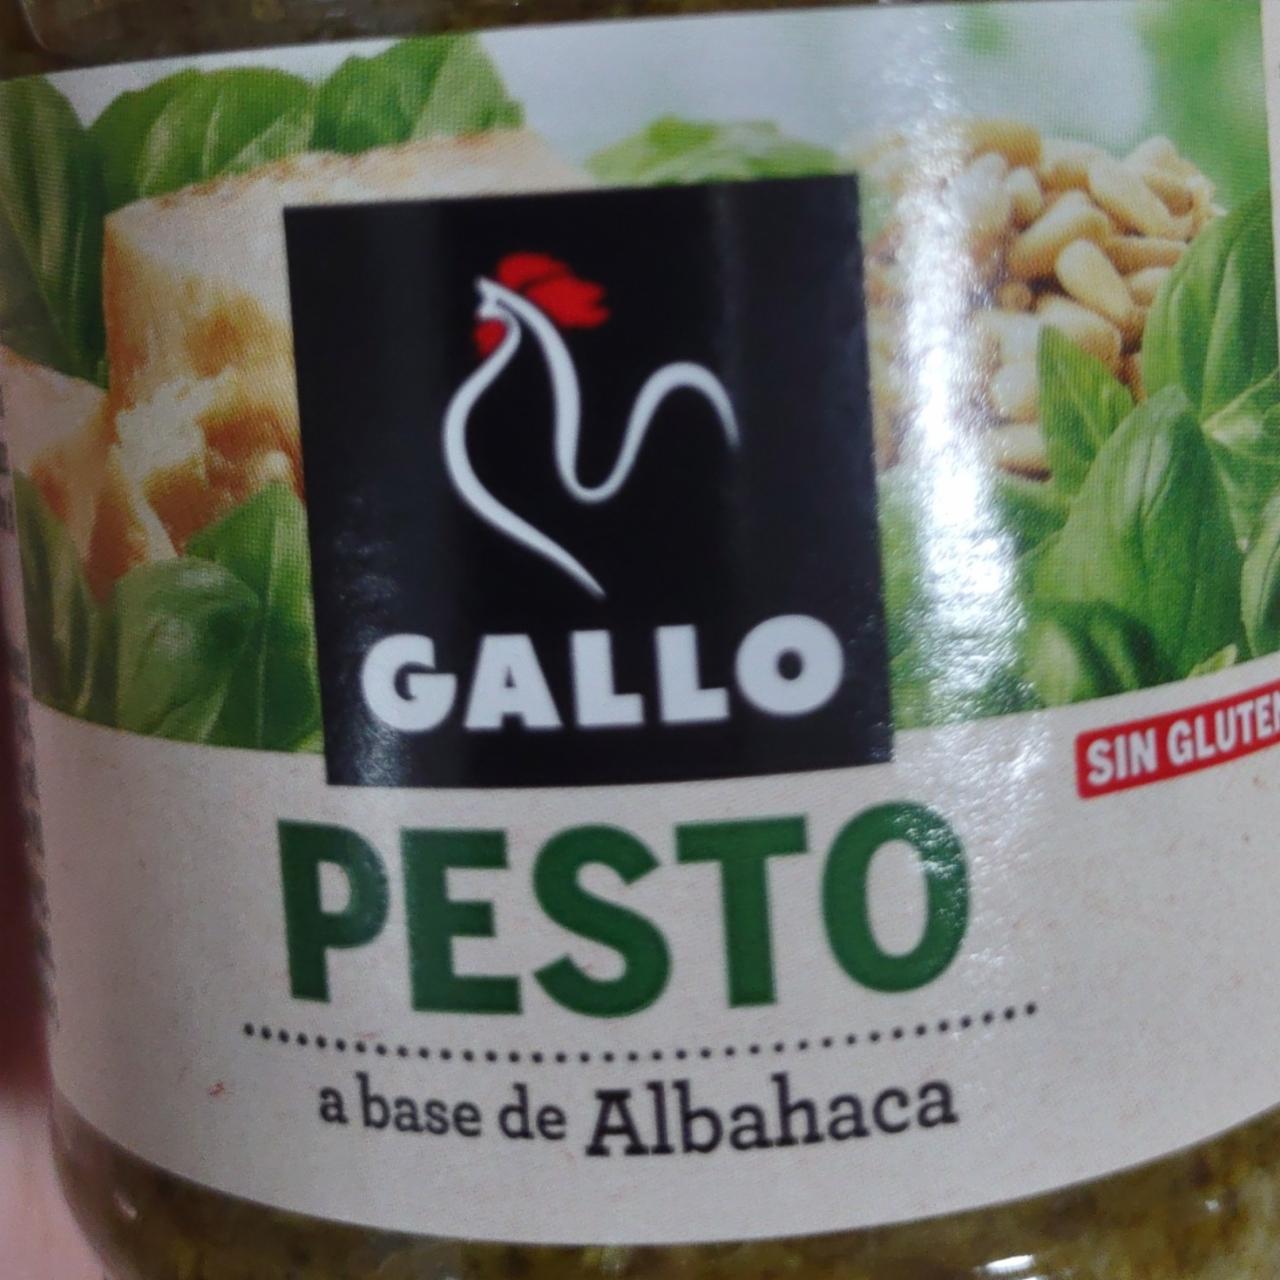 GALLO
SIN GLUTEN
PESTO
a base de Albahaca